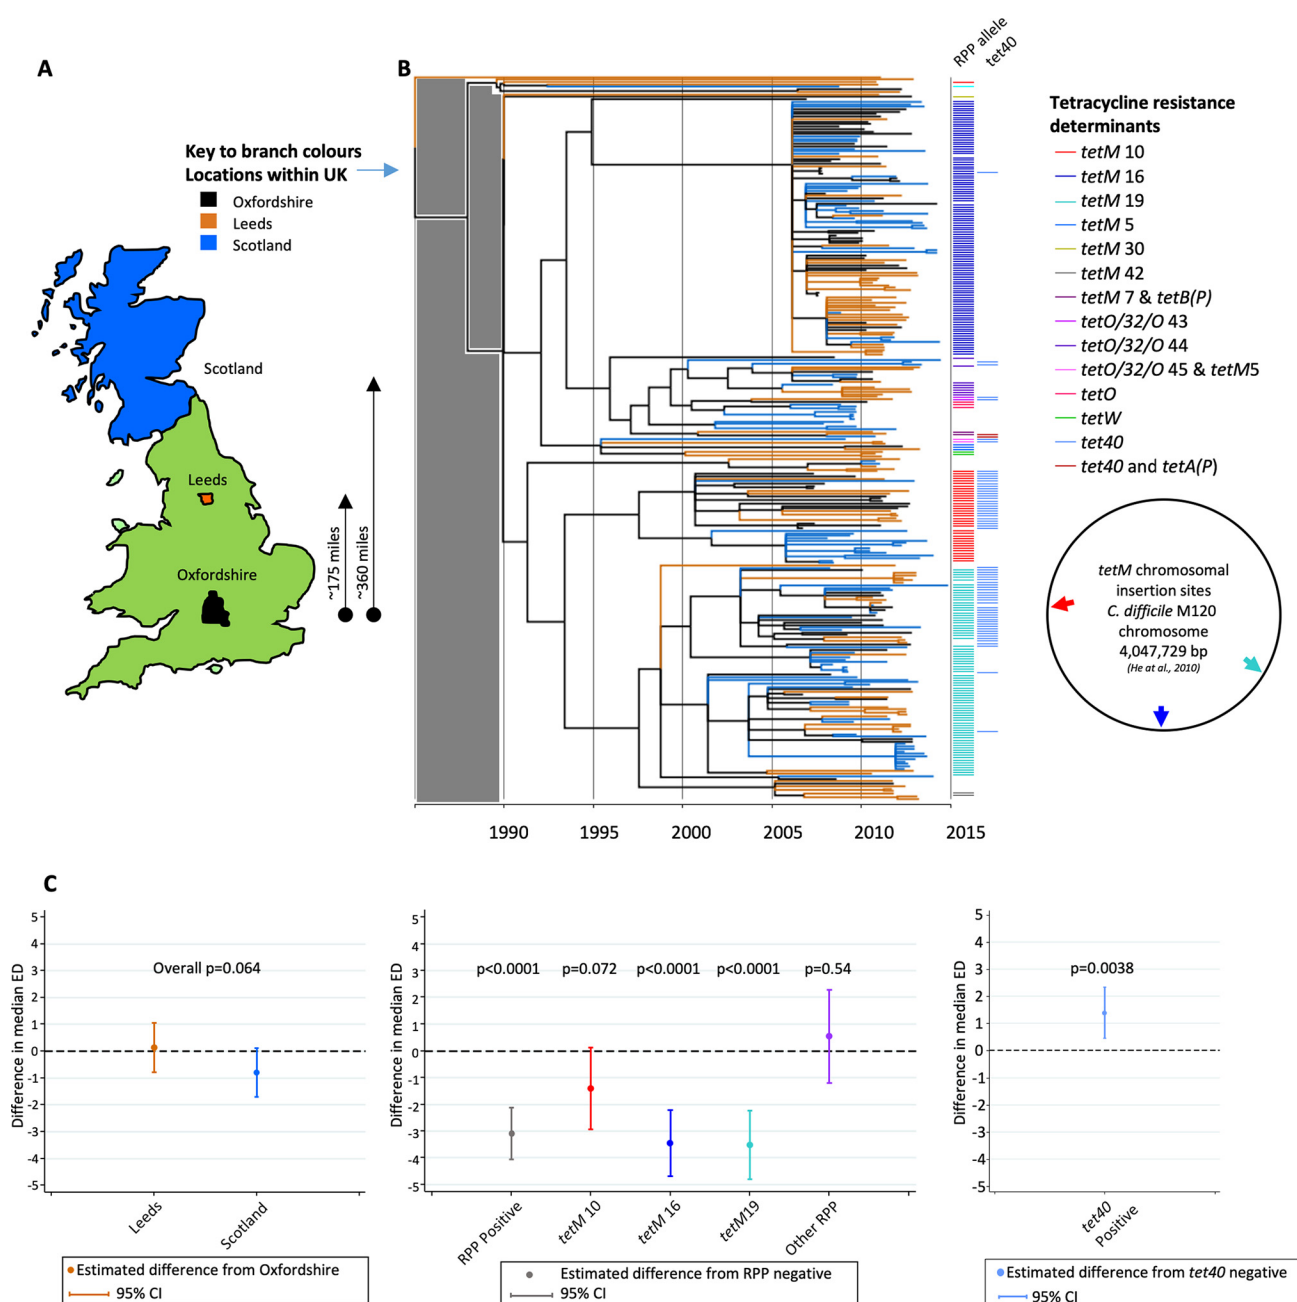 A
Key to branch colours
Locations within UK
Oxfordshire
Leeds
Scotland
Scotland
Leeds
Oxfordshire
~175 miles
~360 miles
B
RPP allele
tet40
1990
1995
2000
2005
2010
2015
Tetracycline resistance
determinants
tetM 10
tetM 16
tetM 19
tetM 5
tetM 30
tetM 42
tetM 7 & tetB(P)
tetO/32/O 43
tetO/32/O 44
tetO/32/O 45 & tetM5
tetO
tetW
tet40
tet40 and tetA(P)
tetM chromosomal
insertion sites
C. difficile M120
chromosome
4,047,729 bp
(He at al., 2010)
C
Difference in median ED
5
4
3
2
1
0
-1
-2
-3
-4
-5
Overall p=0.064
Leeds
Scotland
Estimated difference from Oxfordshire
95% CI
Difference in median ED
5
4
3
2
1
0
-1
-2
-3
-4
-5
p<0.0001
p=0.072
p<0.0001
p<0.0001
p=0.54
RPP Positive
tetM 10
tetM 16
tetM19
Other RPP
Estimated difference from RPP negative
95% CI
Difference in median ED
5
4
3
2
1
0
-1
-2
-3
-4
-5
p=0.0038
tet40
Positive
Estimated difference from tet40 negative
95% CI